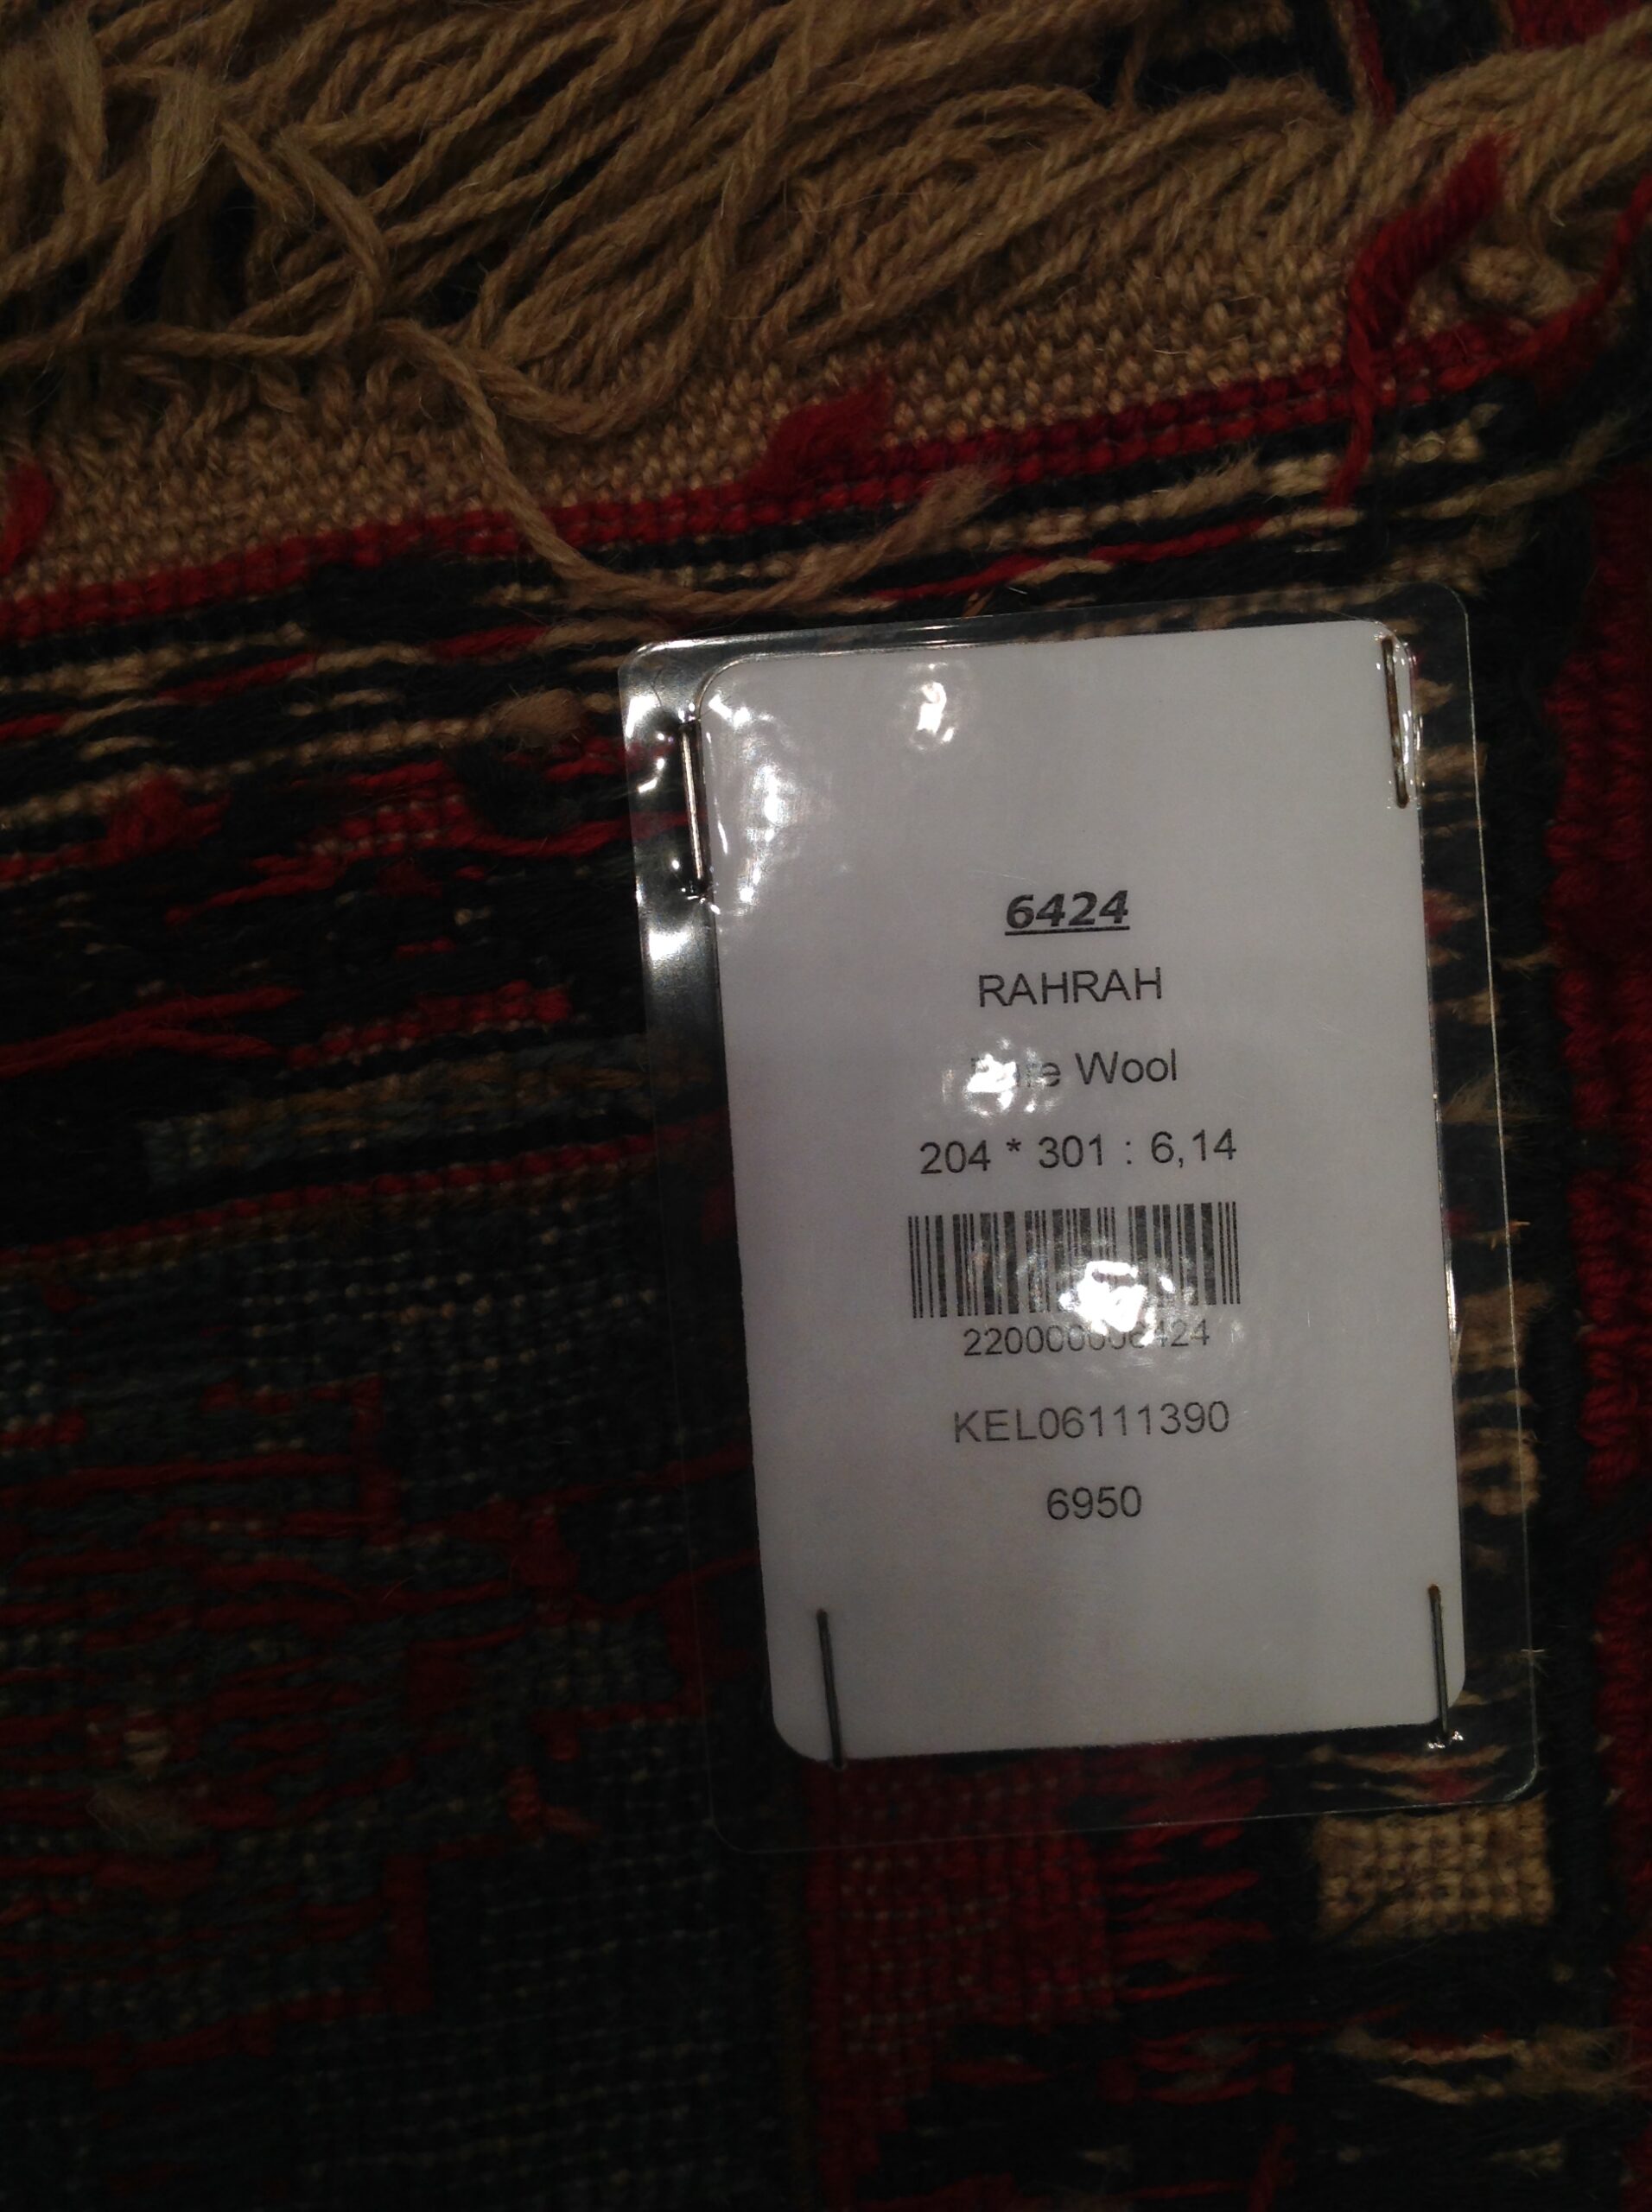 6424
RAHRAH
Wool
204 * 301 : 6,14
KEL06111390
6950